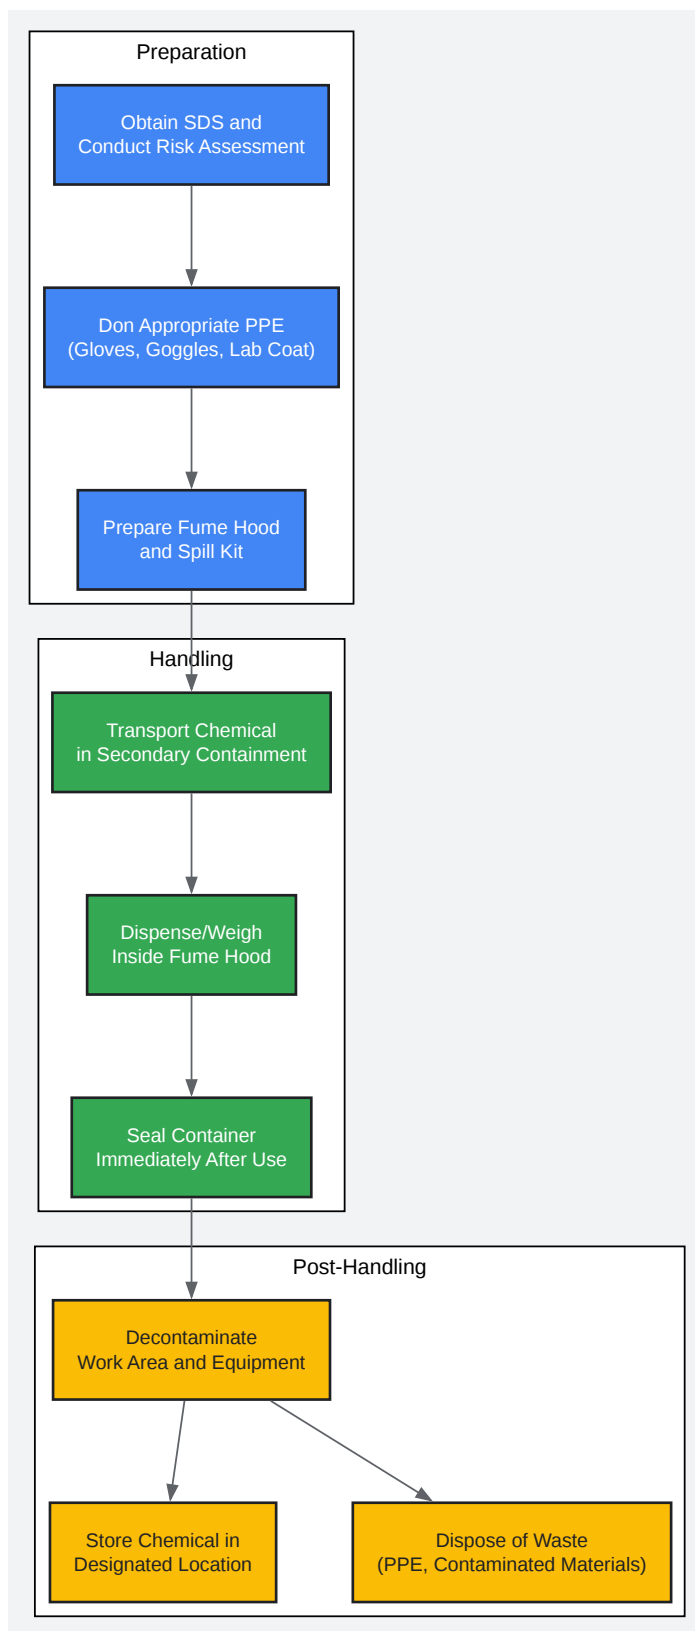 Preparation
Obtain SDS and
Conduct Risk Assessment
Don Appropriate PPE
(Gloves, Goggles, Lab Coat)
Prepare Fume Hood
and Spill Kit
Handling
Transport Chemical
in Secondary Containment
Dispense/Weigh
Inside Fume Hood
Seal Container
Immediately After Use
Post-Handling
Decontaminate
Work Area and Equipment
Store Chemical in
Designated Location
Dispose of Waste
(PPE, Contaminated Materials)